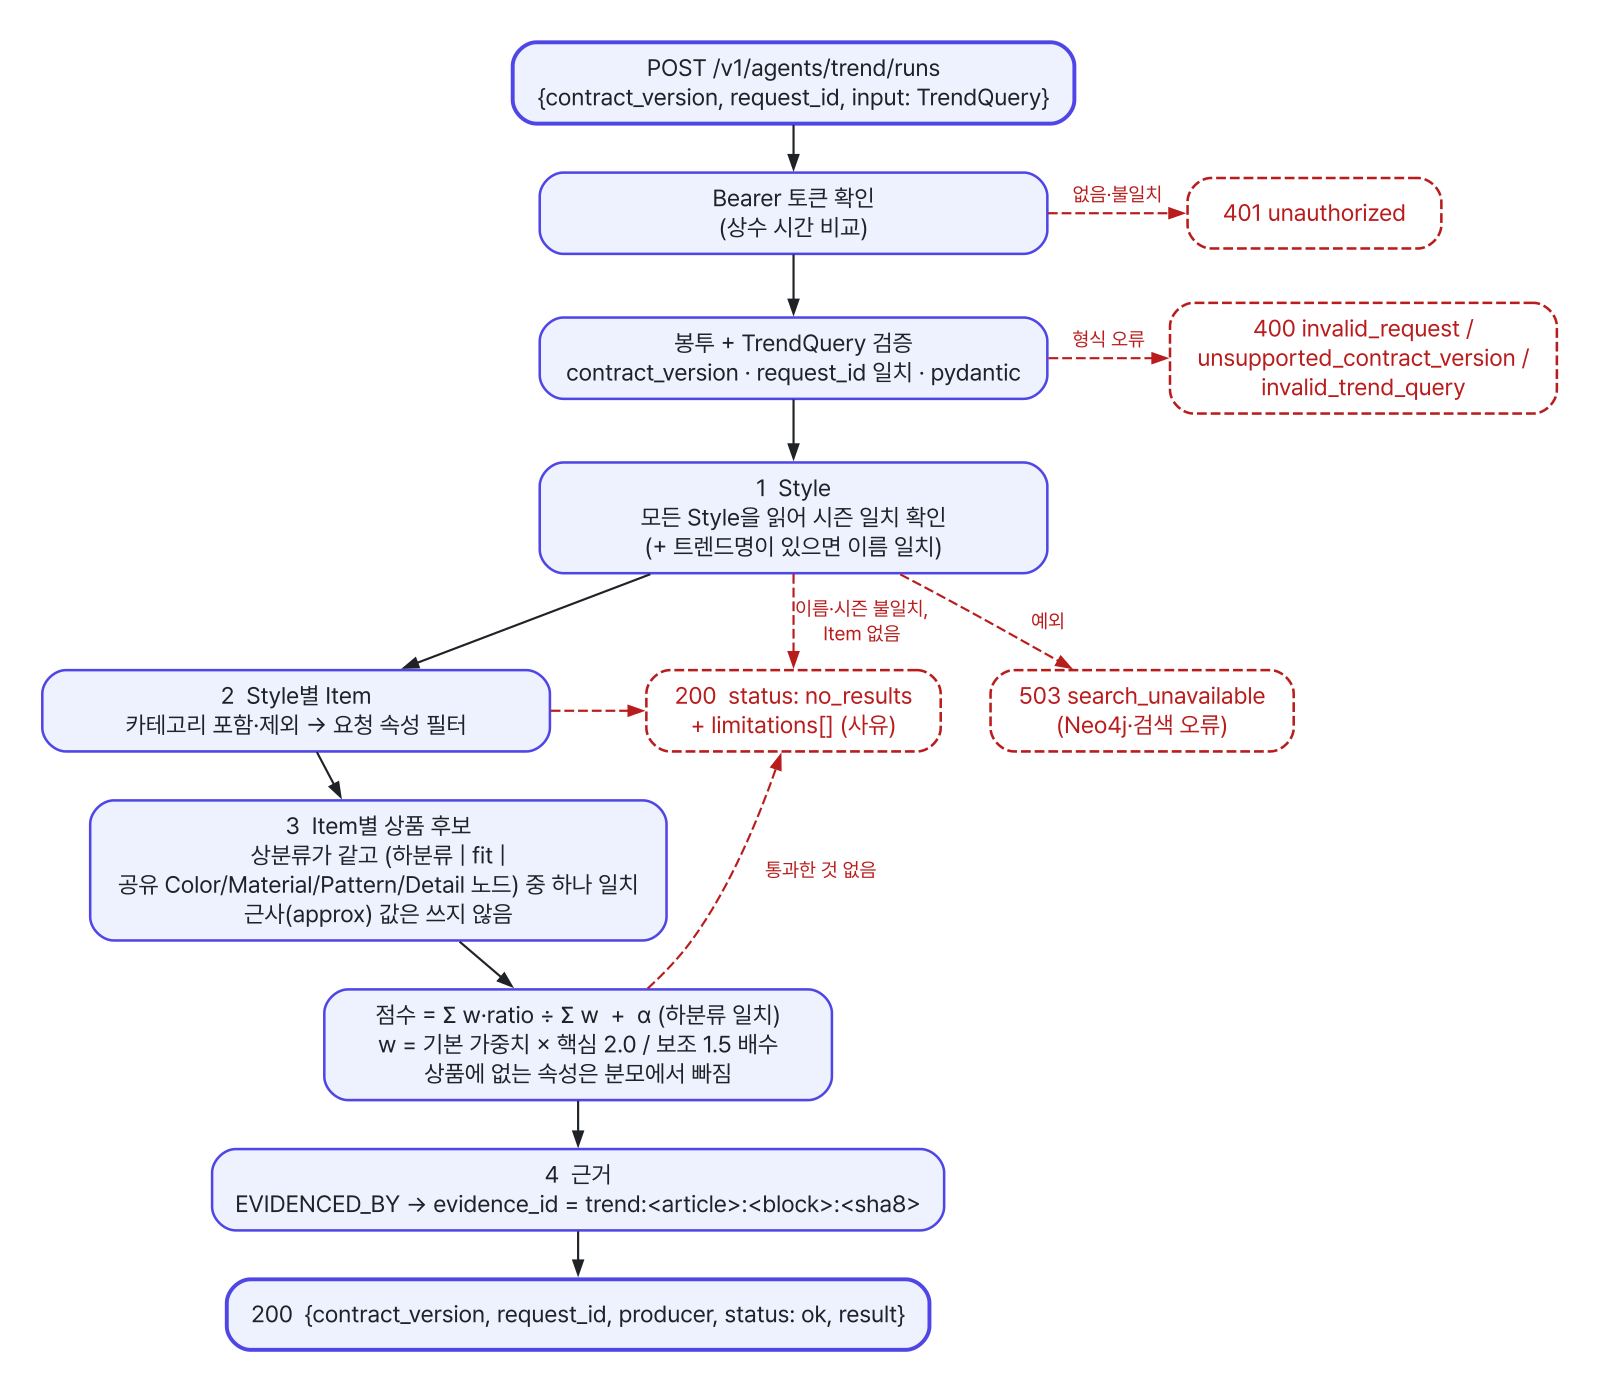 POST /v1/agents/trend/runs
{contract_version, request_id, input: TrendQuery}
Bearer 토큰 확인
(상수 시간 비교)
없음·불일치
401 unauthorized
봉투 + TrendQuery 검증
contract_version · request_id 일치 · pydantic
형식 오류
400 invalid_request /
unsupported_contract_version /
invalid_trend_query
1  Style
모든 Style을 읽어 시즌 일치 확인
(+ 트렌드명이 있으면 이름 일치)
이름·시즌 불일치,
Item 없음
예외
2  Style별 Item
카테고리 포함·제외 → 요청 속성 필터
200  status: no_results
+ limitations[] (사유)
503 search_unavailable
(Neo4j·검색 오류)
3  Item별 상품 후보
상분류가 같고 (하분류 | fit |
공유 Color/Material/Pattern/Detail 노드) 중 하나 일치
근사(approx) 값은 쓰지 않음
통과한 것 없음
점수 = Σ w·ratio ÷ Σ w  +  α (하분류 일치)
w = 기본 가중치 × 핵심 2.0 / 보조 1.5 배수
상품에 없는 속성은 분모에서 빠짐
4  근거
EVIDENCED_BY → evidence_id = trend:<article>:<block>:<sha8>
200  {contract_version, request_id, producer, status: ok, result}